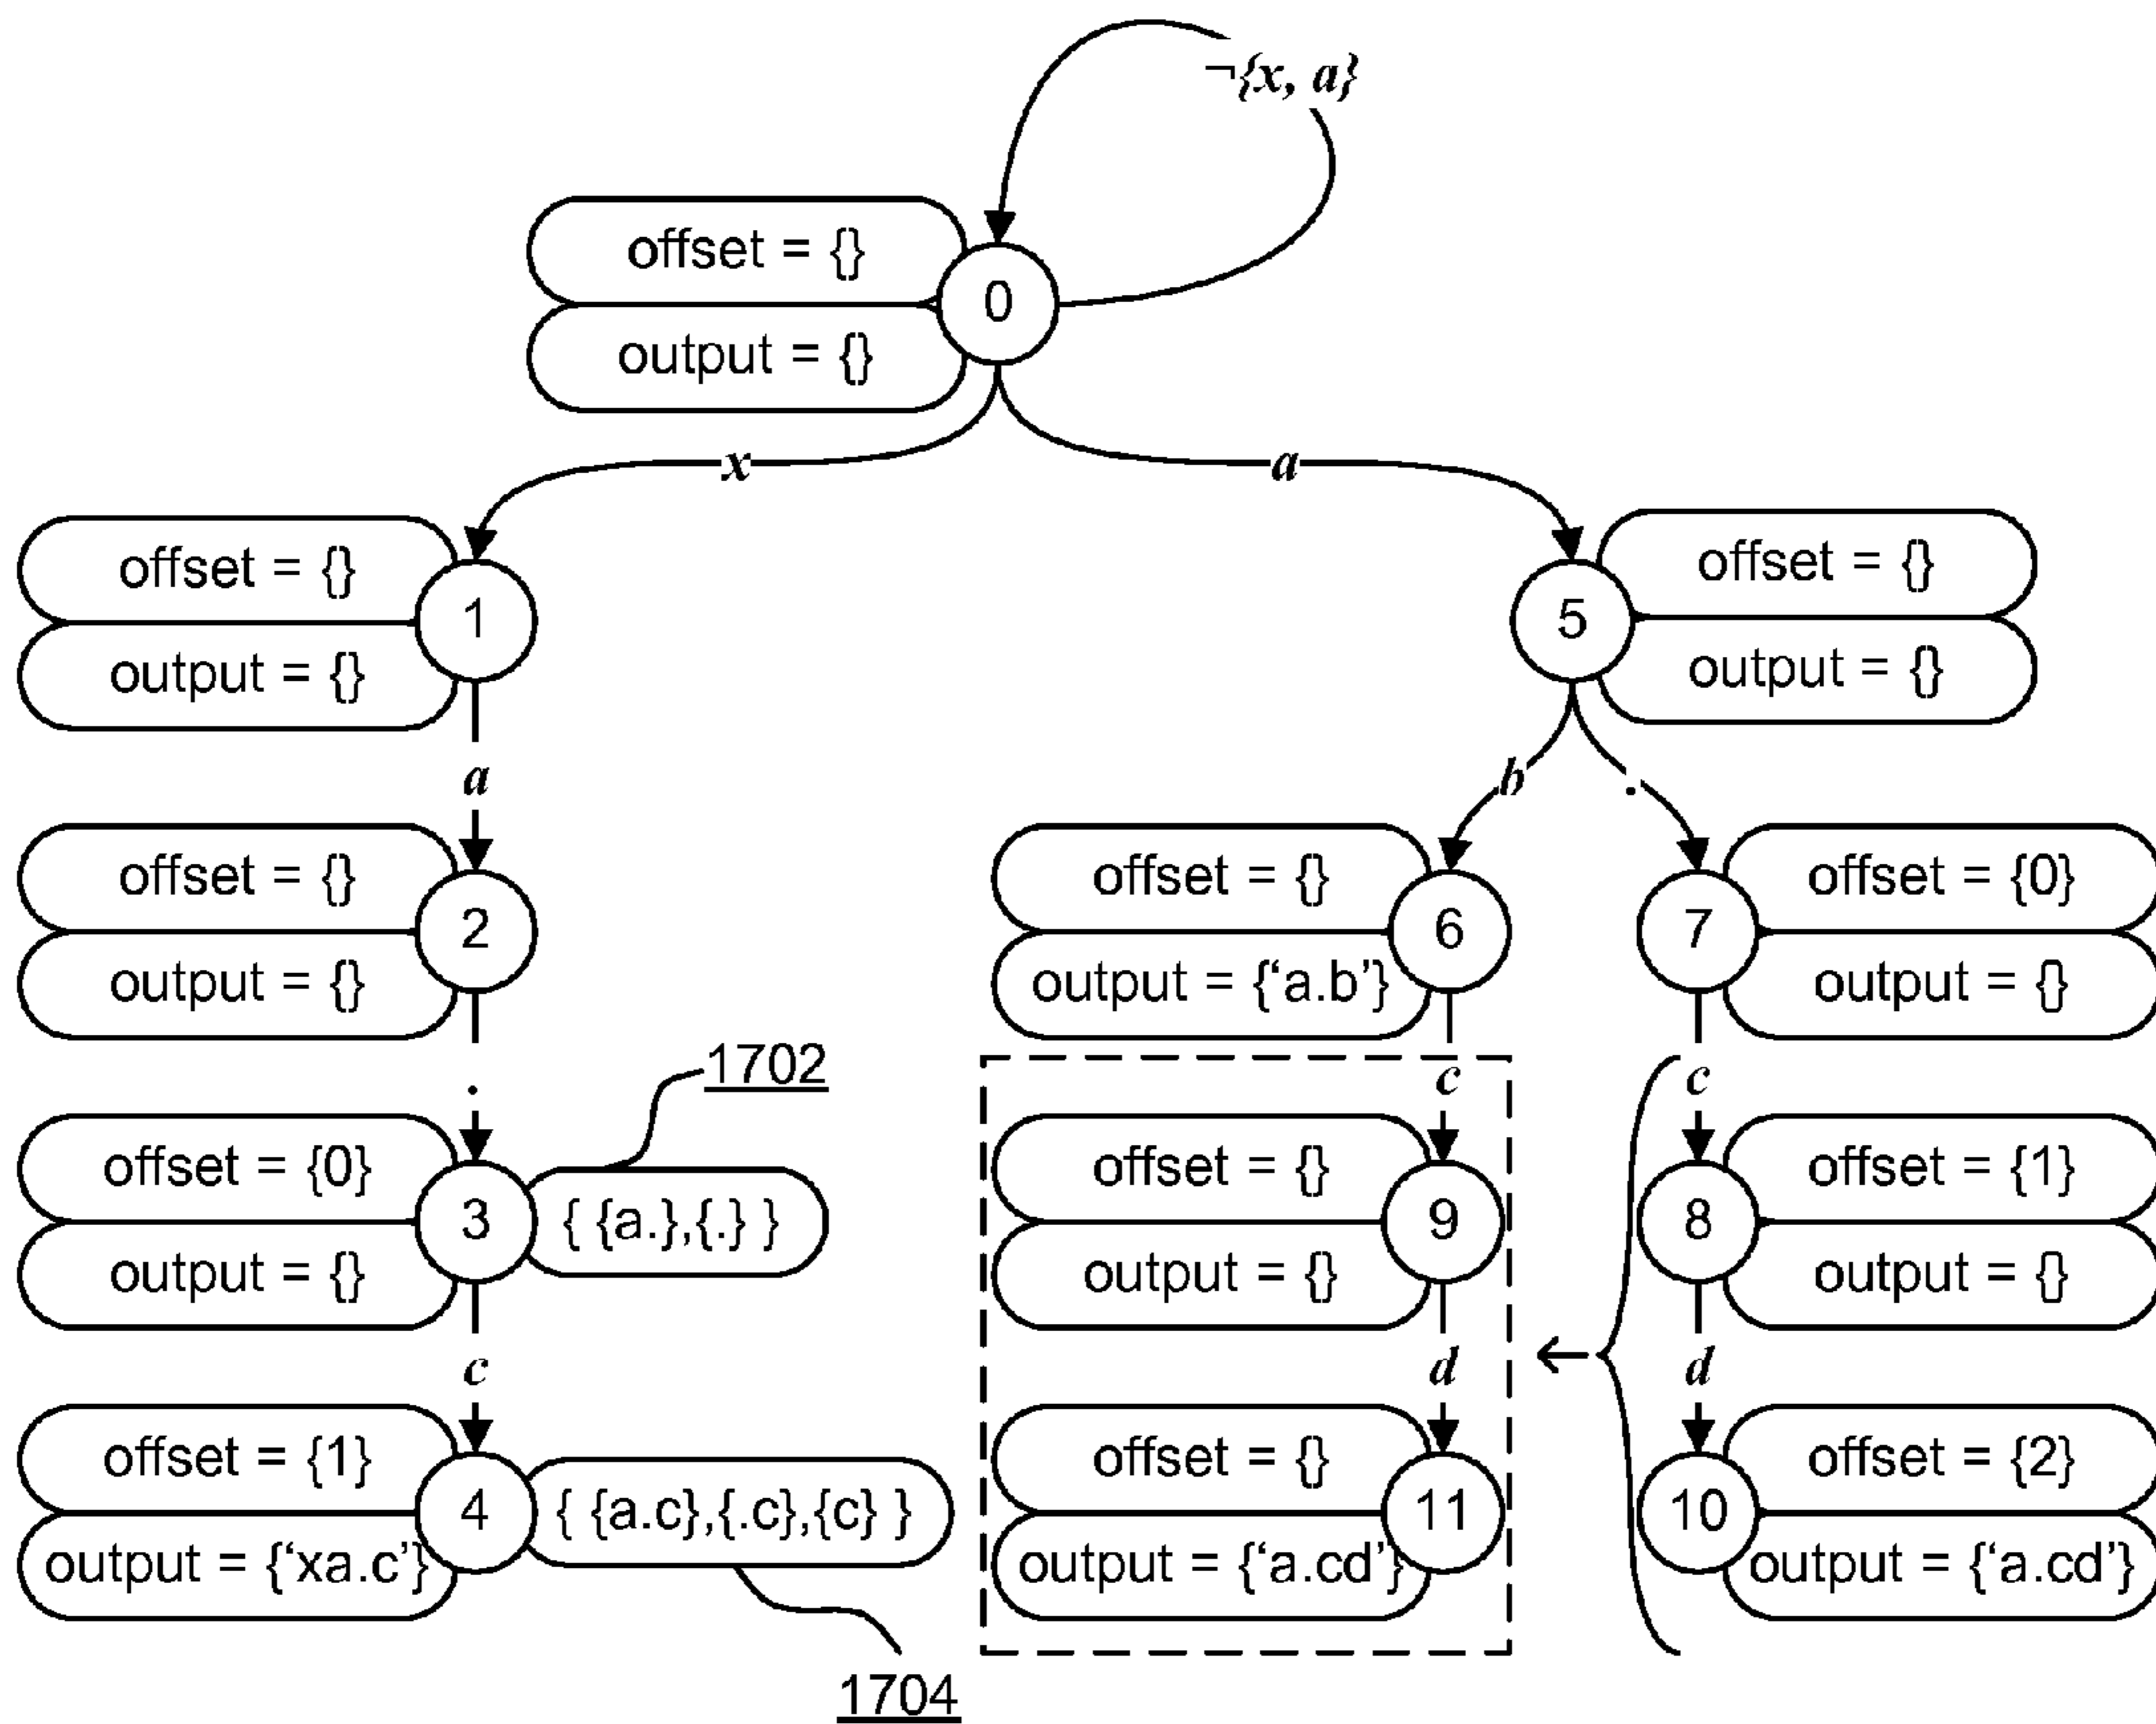 ¬{x, a}
offset = {}
0
output = {}
x
a
offset = {}
1
output = {}
offset = {}
5
output = {}
a
b
.
offset = {}
2
output = {}
offset = {}
6
output = {‘a.b’}
offset = {0}
7
output = {}
.
1702
c
c
offset = {0}
3
{ {a.},{.} }
output = {}
offset = {}
9
output = {}
offset = {1}
8
output = {}
c
d
d
offset = {1}
4
{ {a.c},{.c},{c} }
output = {‘xa.c’}
offset = {}
11
output = {‘a.cd’}
offset = {2}
10
output = {‘a.cd’}
1704